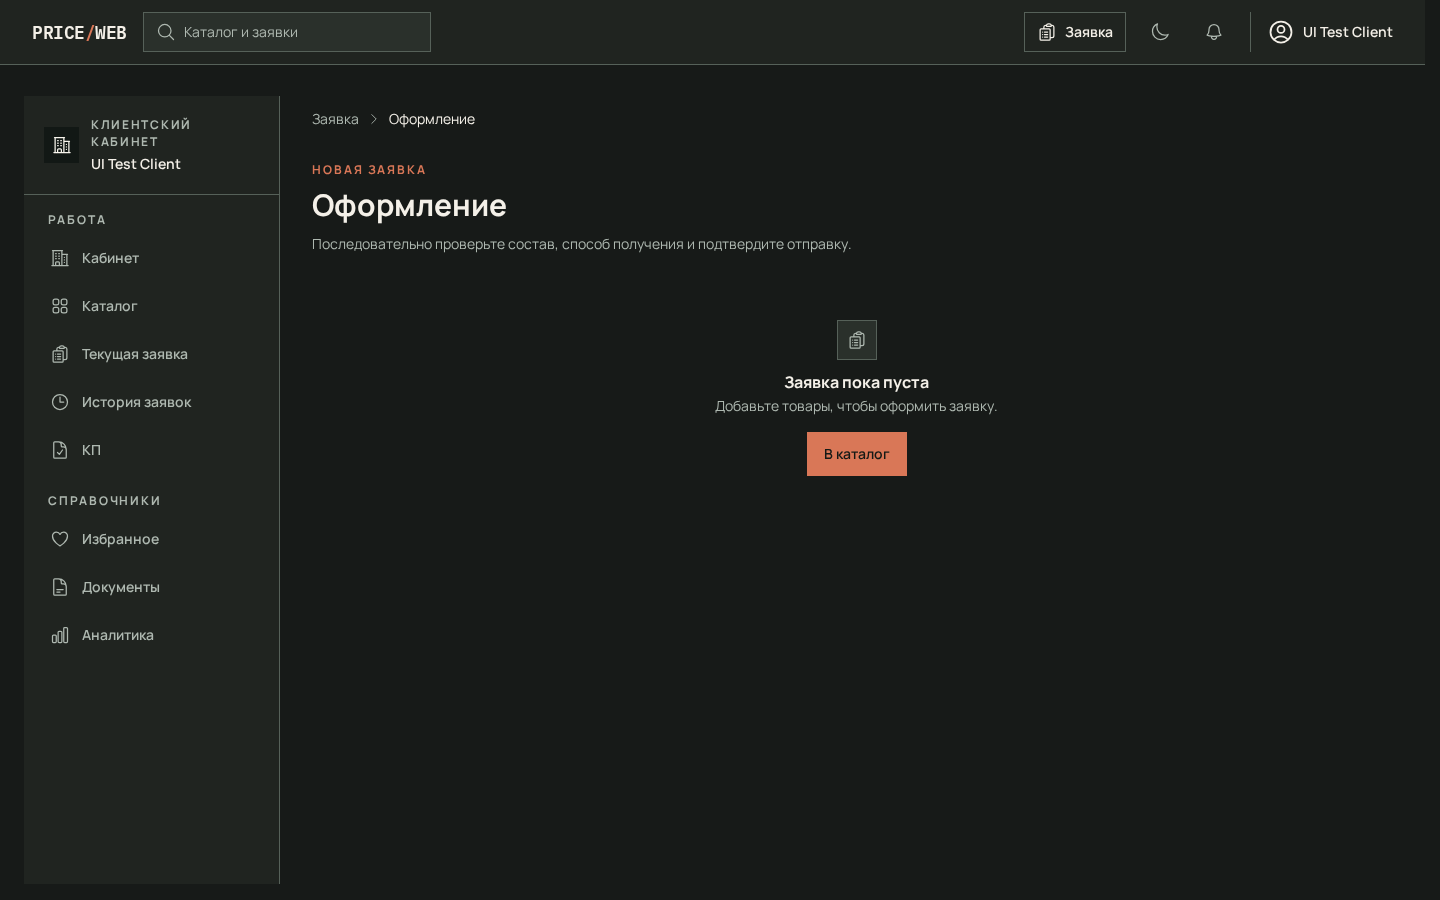 PRICE/WEB
Каталог и заявки
Заявка
UI Test Client
КЛИЕНТСКИЙ
КАБИНЕТ
UI Test Client
РАБОТА
Кабинет
Каталог
Текущая заявка
История заявок
КП
СПРАВОЧНИКИ
Избранное
Документы
Аналитика
Заявка
Оформление
НОВАЯ ЗАЯВКА
Оформление
Последовательно проверьте состав, способ получения и подтвердите отправку.
Заявка пока пуста
Добавьте товары, чтобы оформить заявку.
В каталог